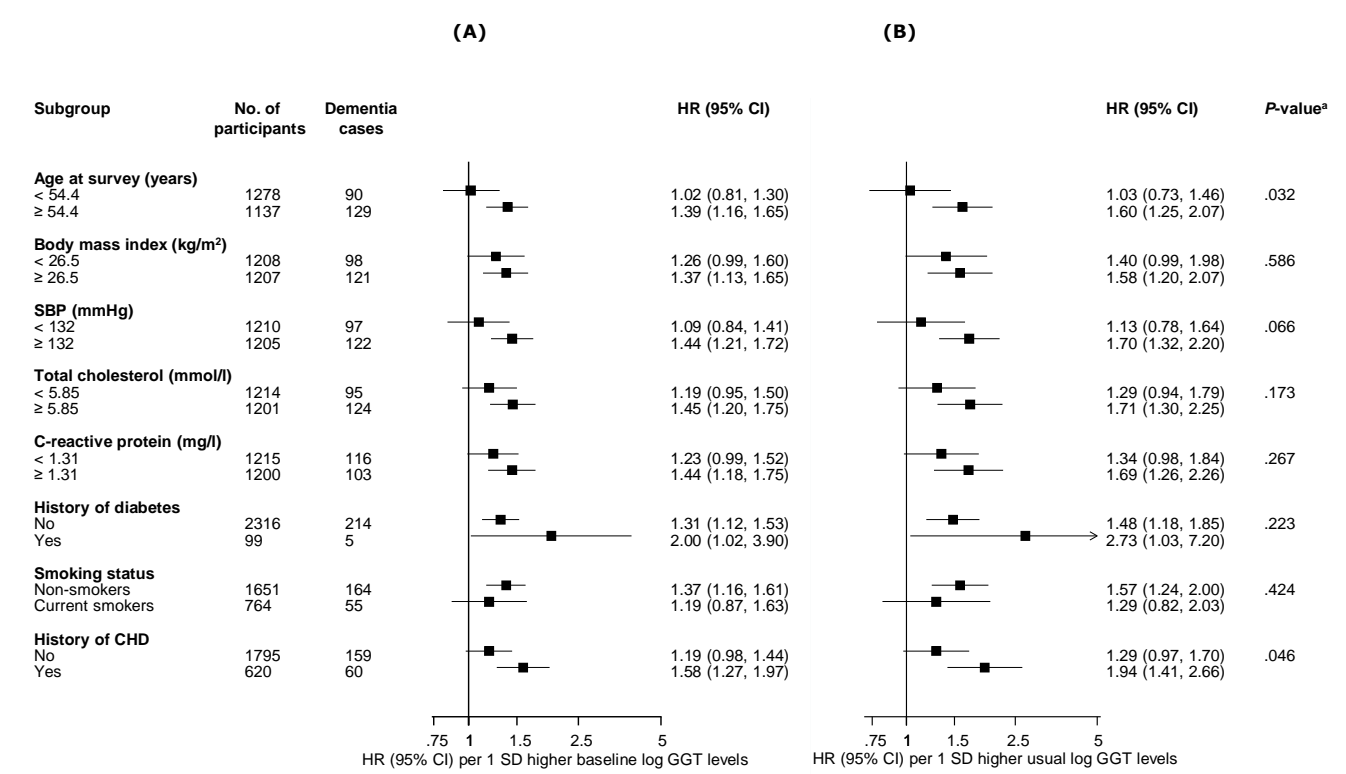 (A) (B)
Subgroup No. of participants Dementia cases HR (95% CI) HR (95% CI) P-valueᵃ
Age at survey (years)
< 54.4 1278 90 1.02 (0.81, 1.30) 1.03 (0.73, 1.46) .032
≥ 54.4 1137 129 1.39 (1.16, 1.65) 1.60 (1.25, 2.07)
Body mass index (kg/m²)
< 26.5 1208 98 1.26 (0.99, 1.60) 1.40 (0.99, 1.98) .586
≥ 26.5 1207 121 1.37 (1.13, 1.65) 1.58 (1.20, 2.07)
SBP (mmHg)
< 132 1210 97 1.09 (0.84, 1.41) 1.13 (0.78, 1.64) .066
≥ 132 1205 122 1.44 (1.21, 1.72) 1.70 (1.32, 2.20)
Total cholesterol (mmol/l)
< 5.85 1214 95 1.19 (0.95, 1.50) 1.29 (0.94, 1.79) .173
≥ 5.85 1201 124 1.45 (1.20, 1.75) 1.71 (1.30, 2.25)
C-reactive protein (mg/l)
< 1.31 1215 116 1.23 (0.99, 1.52) 1.34 (0.98, 1.84) .267
≥ 1.31 1200 103 1.44 (1.18, 1.75) 1.69 (1.26, 2.26)
History of diabetes
No 2316 214 1.31 (1.12, 1.53) 1.48 (1.18, 1.85) .223
Yes 99 5 2.00 (1.02, 3.90) 2.73 (1.03, 7.20)
Smoking status
Non-smokers 1651 164 1.37 (1.16, 1.61) 1.57 (1.24, 2.00) .424
Current smokers 764 55 1.19 (0.87, 1.63) 1.29 (0.82, 2.03)
History of CHD
No 1795 159 1.19 (0.98, 1.44) 1.29 (0.97, 1.70) .046
Yes 620 60 1.58 (1.27, 1.97) 1.94 (1.41, 2.66)
.75 1 1.5 2.5 5 .75 1 1.5 2.5 5
HR (95% CI) per 1 SD higher baseline log GGT levels HR (95% CI) per 1 SD higher usual log GGT levels